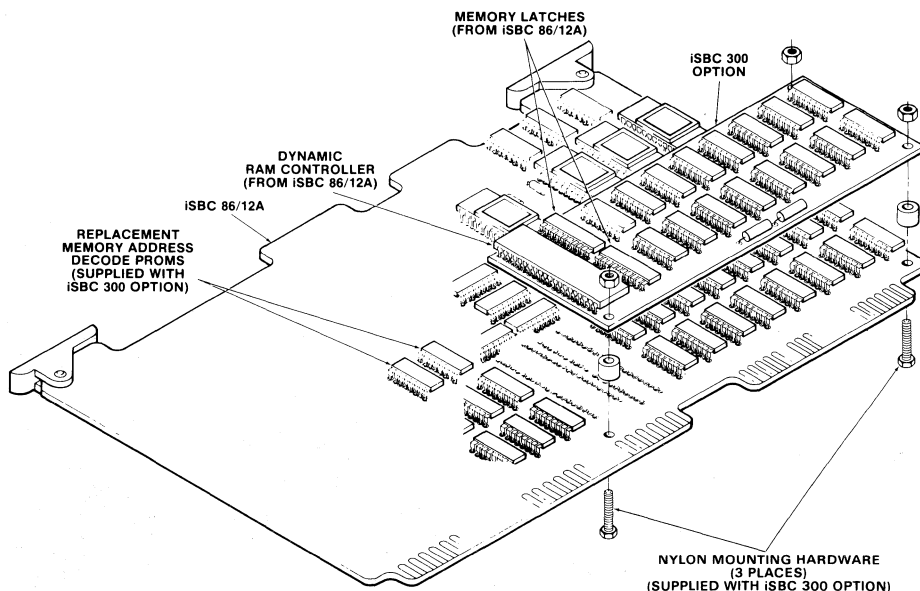 MEMORY LATCHES
(FROM iSBC 86/12A)
iSBC 300
OPTION
DYNAMIC
RAM CONTROLLER
(FROM iSBC 86/12A)
iSBC 86/12A
REPLACEMENT
MEMORY ADDRESS
DECODE PROMS
(SUPPLIED WITH
iSBC 300 OPTION)
NYLON MOUNTING HARDWARE
(3 PLACES)
(SUPPLIED WITH iSBC 300 OPTION)